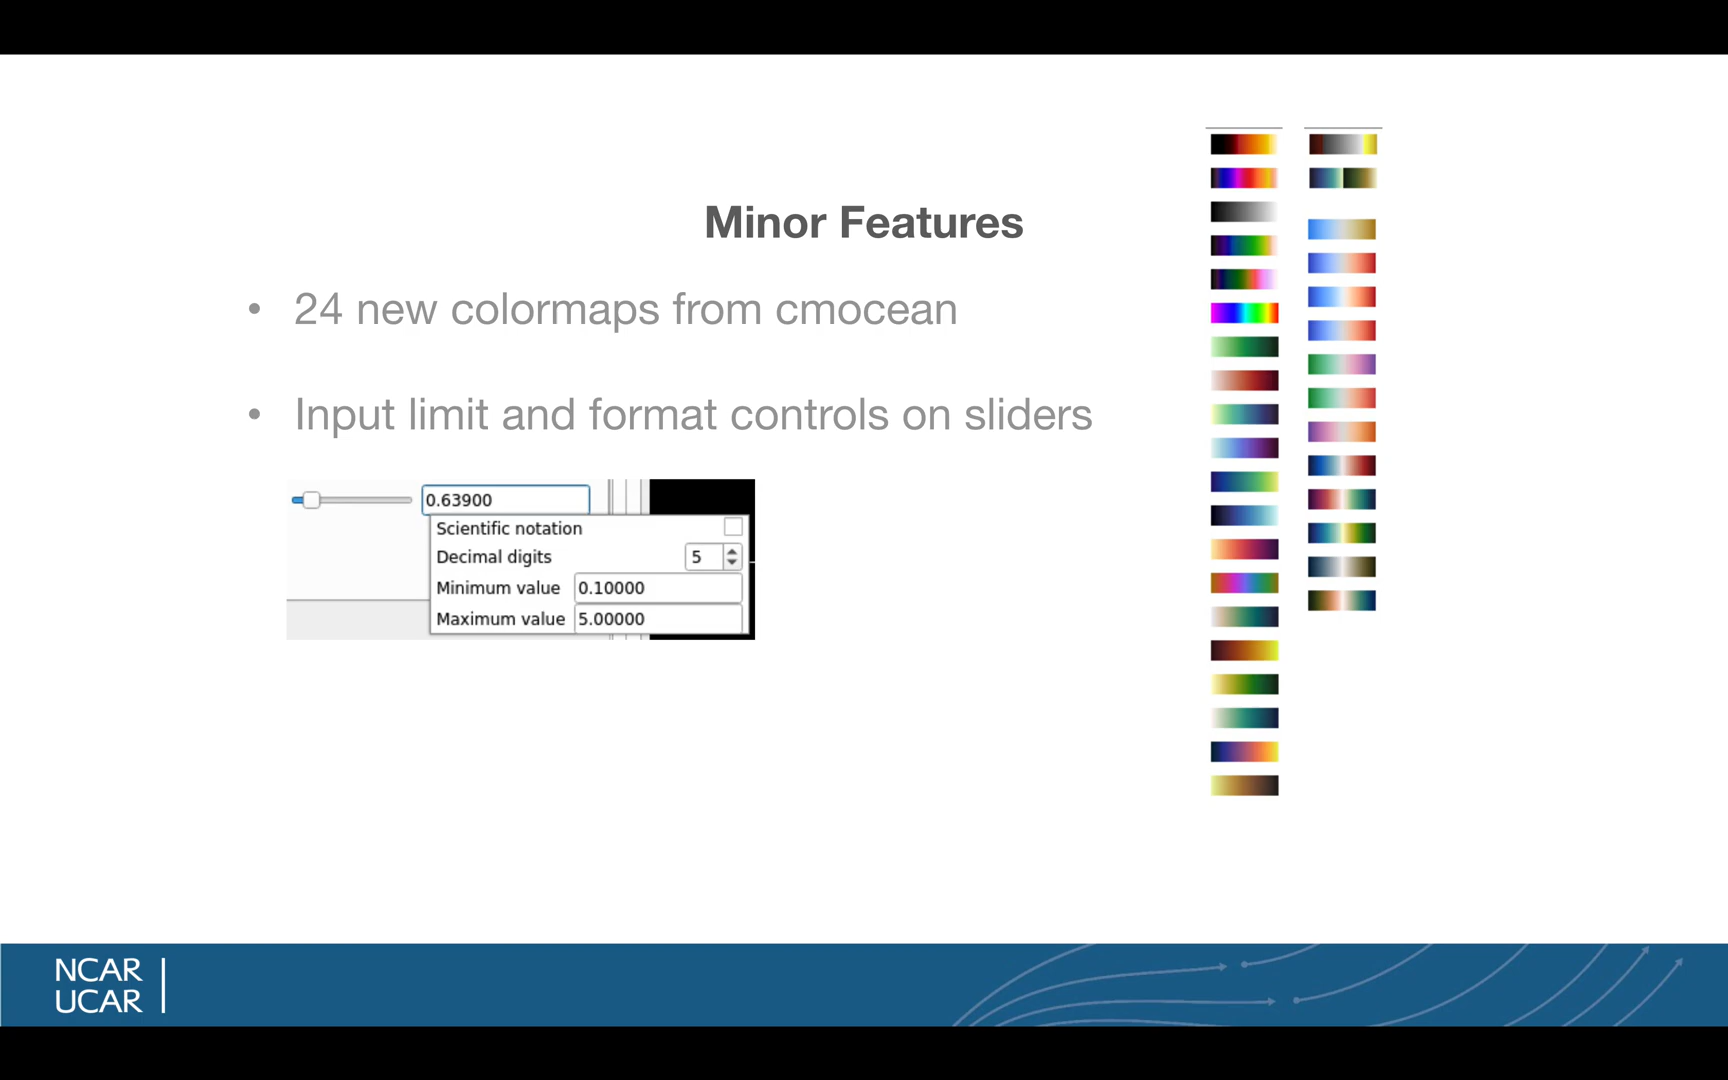 Minor Features
• 24 new colormaps from cmocean
• Input limit and format controls on sliders
0.63900
Scientific notation
Decimal digits 5
Minimum value 0.10000
Maximum value 5.00000
NCAR
UCAR